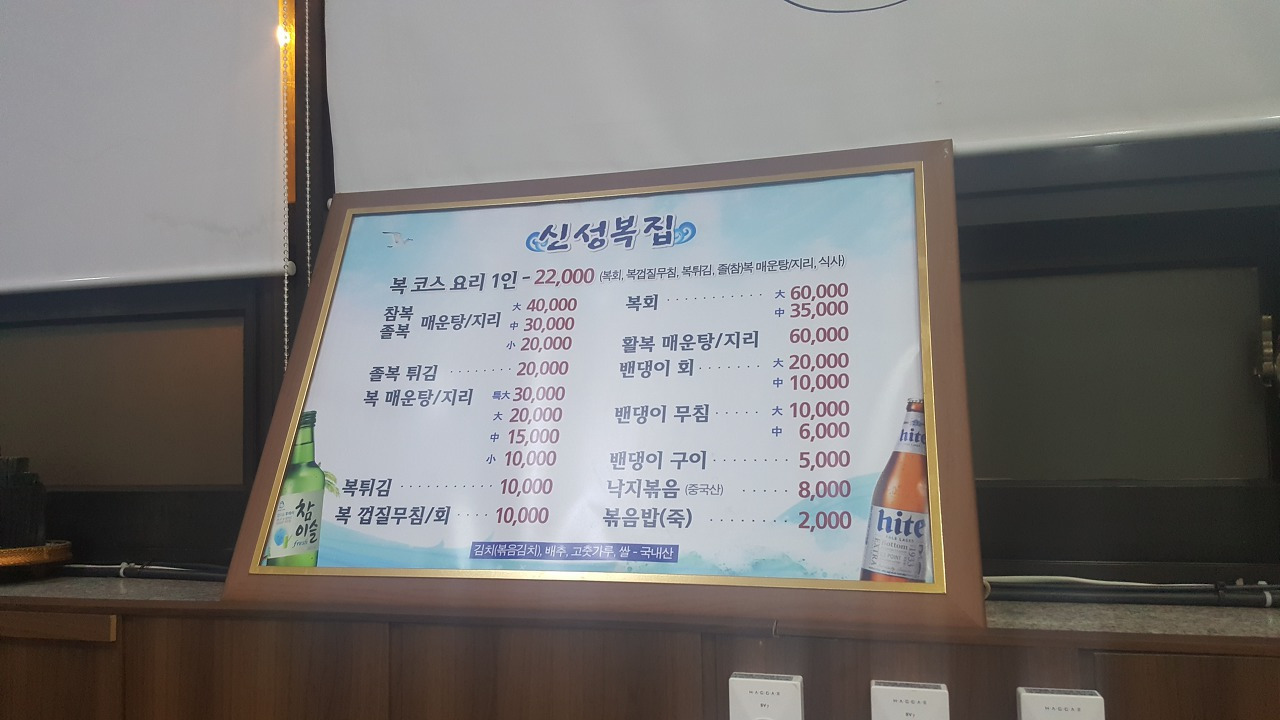 신성복집
복 코스 요리 1인 - 22,000 (복회, 복껍질무침, 복튀김, 졸(참)복 매운탕/지리, 식사)
참복 졸복 매운탕/지리 大 40,000
中 30,000
小 20,000
졸복 튀김 ········ 20,000
복 매운탕/지리 特大 30,000
大 20,000
中 15,000
小 10,000
복튀김 ··········· 10,000
복 껍질무침/회 ···· 10,000
복회 ··········· 大 60,000
中 35,000
활복 매운탕/지리 60,000
밴댕이 회 ······· 大 20,000
中 10,000
밴댕이 무침 ····· 大 10,000
中 6,000
밴댕이 구이 ········· 5,000
낙지볶음 (중국산) ····· 8,000
볶음밥(죽) ········ 2,000
김치(볶음김치), 배추, 고춧가루, 쌀 - 국내산
참
이슬
fresh
hite
hite
EXTRA
HAGGAR
HAGGAR
HAGGAR